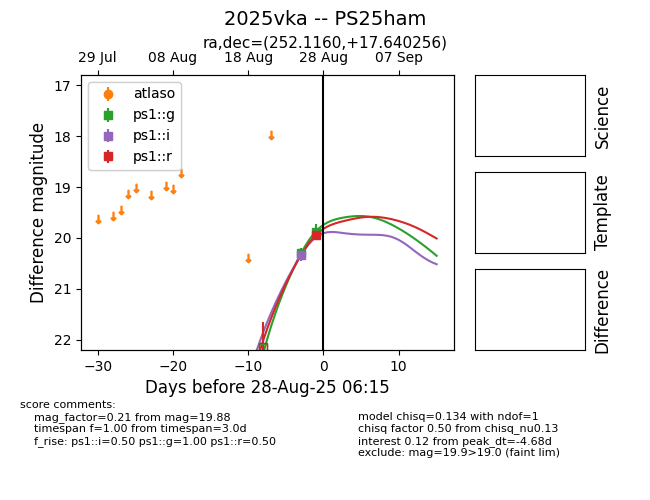 2025vka -- PS25ham
ra,dec=(252.1160,+17.640256)
29 Jul 08 Aug 18 Aug 28 Aug 07 Sep
atlaso
ps1::g
ps1::i
ps1::r
17
18
19
20
21
22
Difference magnitude
−30 −20 −10 0 10
Days before 28-Aug-25 06:15
Science
Template
Difference
score comments:
mag_factor=0.21 from mag=19.88
timespan f=1.00 from timespan=3.0d
f_rise: ps1::i=0.50 ps1::g=1.00 ps1::r=0.50
model chisq=0.134 with ndof=1
chisq factor 0.50 from chisq_nu0.13
interest 0.12 from peak_dt=-4.68d
exclude: mag=19.9>19.0 (faint lim)